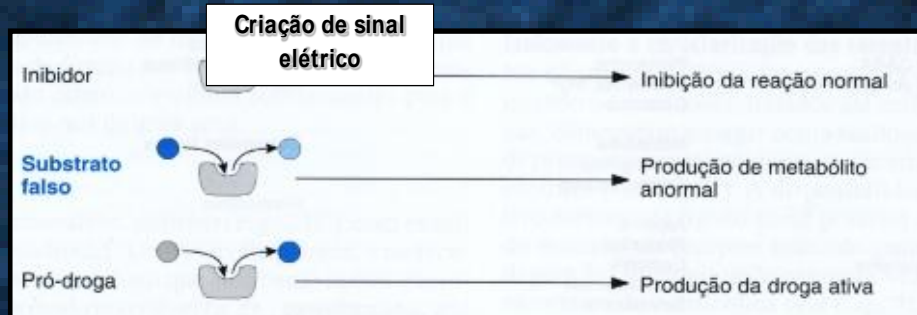 Criação de sinal
elétrico
Inibidor
Inibição da reação normal
Substrato
falso
Produção de metabólito
anormal
Pró-droga
Produção da droga ativa